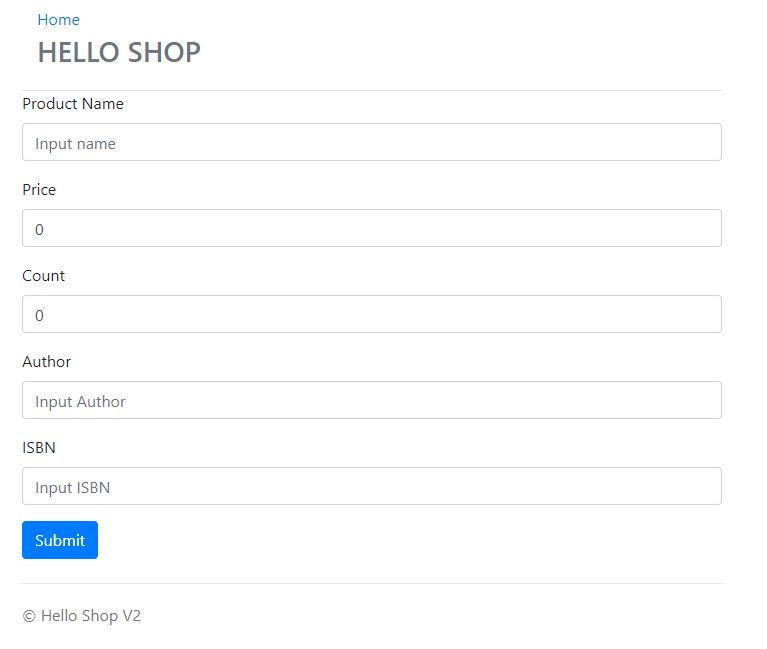 Home
HELLO SHOP
Product Name
Input name
Price
0
Count
0
Author
Input Author
ISBN
Input ISBN
Submit
© Hello Shop V2